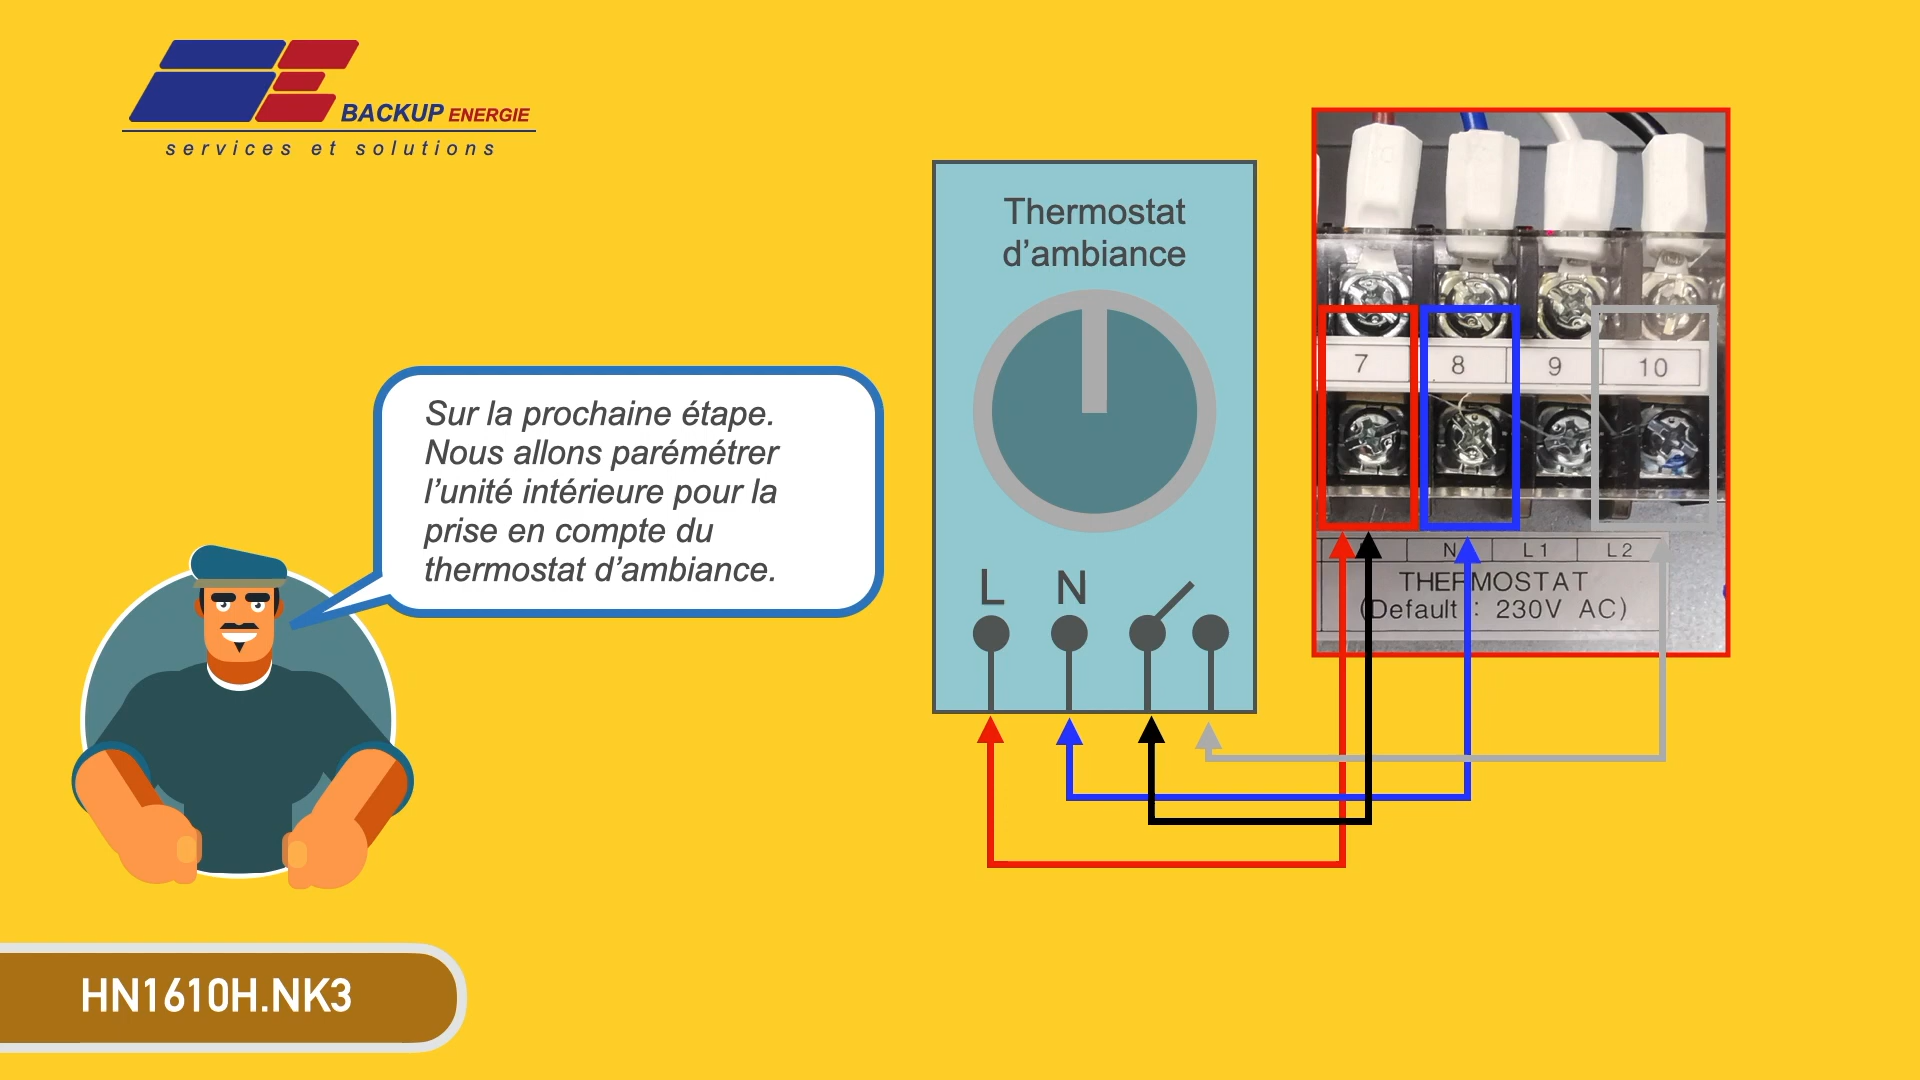 BACKUP ENERGIE
services et solutions
Thermostat
d’ambiance
Sur la prochaine étape.
Nous allons parémétrer
l’unité intérieure pour la
prise en compte du
thermostat d’ambiance.
L N
7 8 9 10
N L1 L2
THERMOSTAT
(Default : 230V AC)
HN1610H.NK3